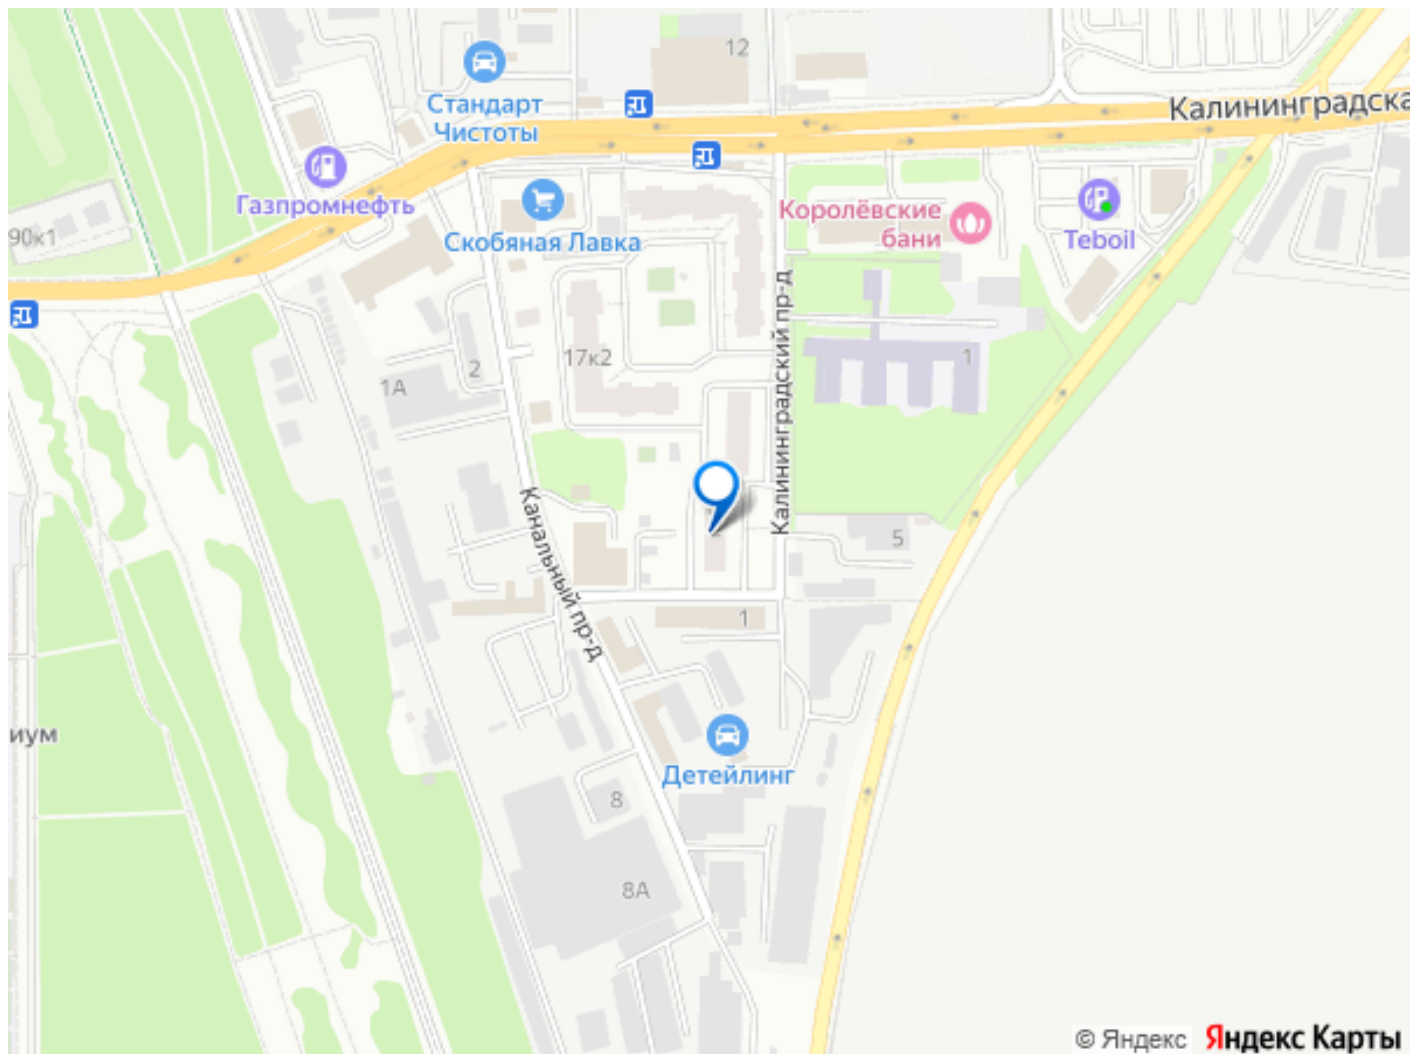 12
Стандарт
Чистоты
Калининградска
Газпромнефть
90к1
Скобяная Лавка
Королёвские
бани
Teboil
Калининградский пр-д
17к2
2
1А
1
Канальный пр-д
5
1
иум
Детейлинг
8
8А
© Яндекс
Яндекс Карты